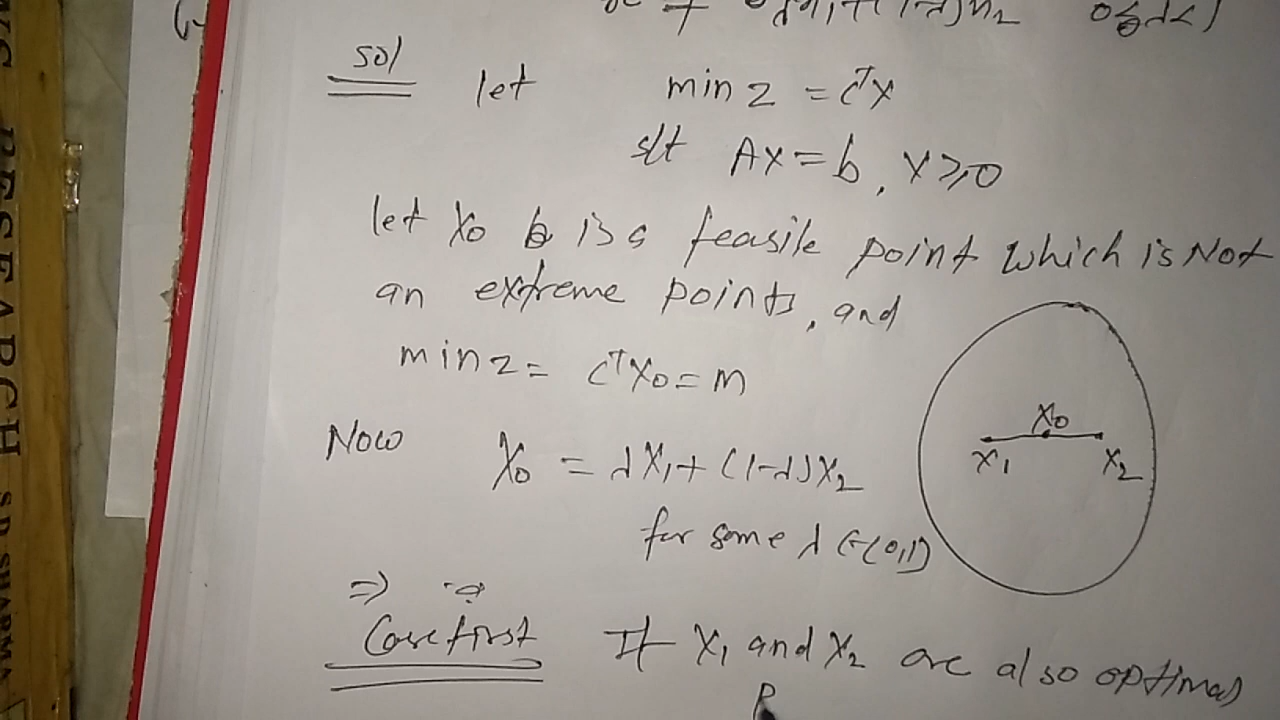 sol let min z = cᵀX
s/t AX = b, X ≥ 0
let X₀ is a feasile point which is Not
an extreme points, and
min z = cᵀX₀ = m
Now X₀ = λX₁ + (1-λ)X₂
for some λ ∈ (0,1)
X₀
X₁ X₂
⇒
Case first If X₁ and X₂ are also optimal
P
RESEARCH S.D. SHARMA